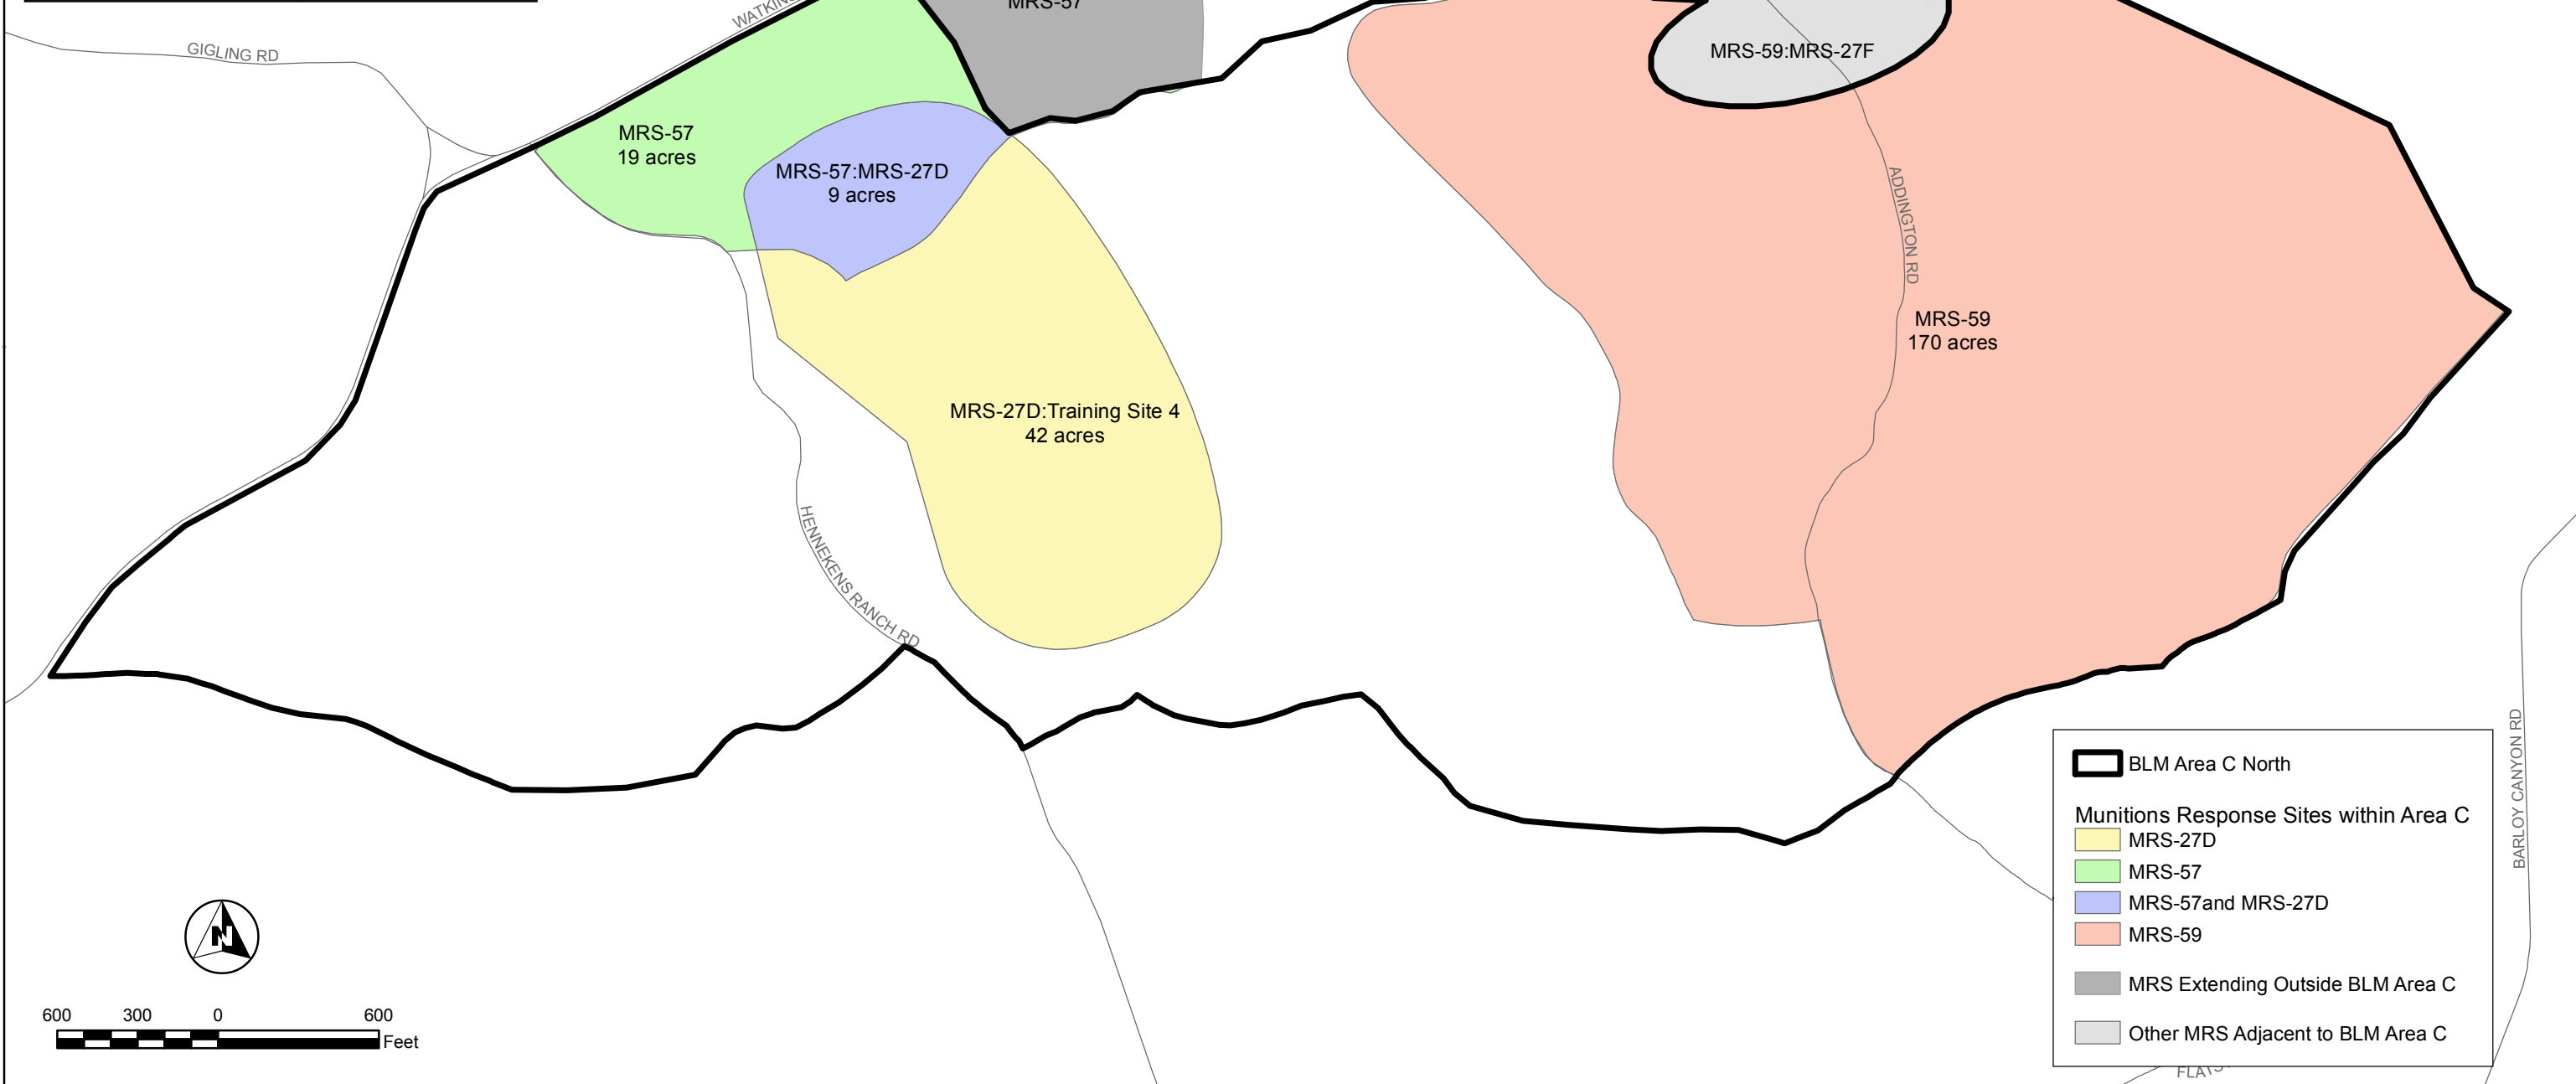 MRS-57
WATKINS
GIGLING RD
MRS-59:MRS-27F
MRS-57
19 acres
MRS-57:MRS-27D
9 acres
ADDINGTON RD
MRS-59
170 acres
MRS-27D:Training Site 4
42 acres
HENNEKENS RANCH RD
BARLOY CANYON RD
BLM Area C North
Munitions Response Sites within Area C
MRS-27D
MRS-57
MRS-57and MRS-27D
MRS-59
MRS Extending Outside BLM Area C
Other MRS Adjacent to BLM Area C
N
600 300 0 600
Feet